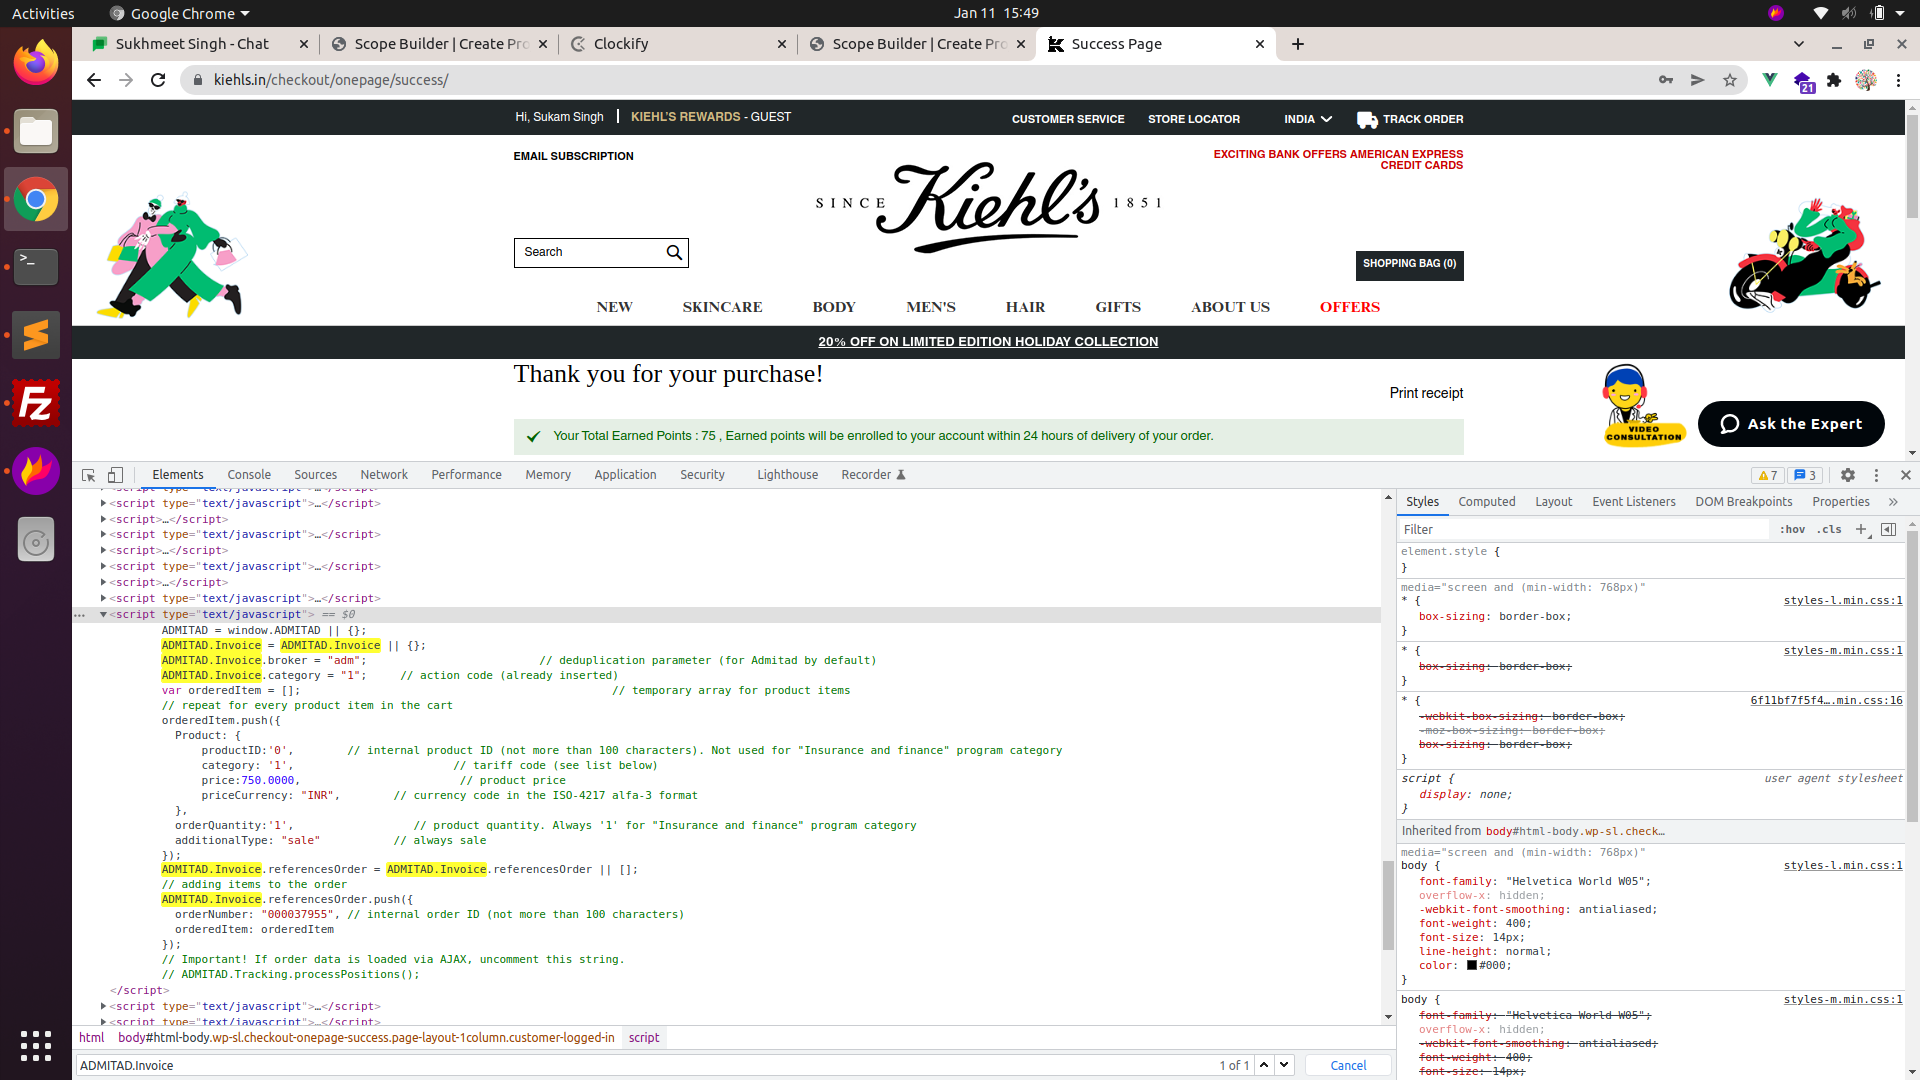 Activities
Google Chrome
Jan 11 15:49
Sukhmeet Singh - Chat
Scope Builder | Create Pro
Clockify
Scope Builder | Create Pro
Success Page
kiehls.in/checkout/onepage/success/
21
Hi, Sukam Singh
KIEHL'S REWARDS - GUEST
CUSTOMER SERVICE
STORE LOCATOR
INDIA
TRACK ORDER
EMAIL SUBSCRIPTION
EXCITING BANK OFFERS AMERICAN EXPRESS
CREDIT CARDS
SINCE Kiehl's 1851
Search
SHOPPING BAG (0)
NEW
SKINCARE
BODY
MEN'S
HAIR
GIFTS
ABOUT US
OFFERS
20% OFF ON LIMITED EDITION HOLIDAY COLLECTION
Thank you for your purchase!
Print receipt
Your Total Earned Points : 75 , Earned points will be enrolled to your account within 24 hours of delivery of your order.
VIDEO
CONSULTATION
Ask the Expert
Elements
Console
Sources
Network
Performance
Memory
Application
Security
Lighthouse
Recorder
7
3
<script type="text/javascript">…</script>
<script type="text/javascript">…</script>
<script>…</script>
<script type="text/javascript">…</script>
<script>…</script>
<script type="text/javascript">…</script>
<script>…</script>
<script type="text/javascript">…</script>
<script type="text/javascript"> == $0
ADMITAD = window.ADMITAD || {};
ADMITAD.Invoice = ADMITAD.Invoice || {};
ADMITAD.Invoice.broker = "adm"; // deduplication parameter (for Admitad by default)
ADMITAD.Invoice.category = "1"; // action code (already inserted)
var orderedItem = []; // temporary array for product items
// repeat for every product item in the cart
orderedItem.push({
Product: {
productID:'0', // internal product ID (not more than 100 characters). Not used for "Insurance and finance" program category
category: '1', // tariff code (see list below)
price:750.0000, // product price
priceCurrency: "INR", // currency code in the ISO-4217 alfa-3 format
},
orderQuantity:'1', // product quantity. Always '1' for "Insurance and finance" program category
additionalType: "sale" // always sale
});
ADMITAD.Invoice.referencesOrder = ADMITAD.Invoice.referencesOrder || [];
// adding items to the order
ADMITAD.Invoice.referencesOrder.push({
orderNumber: "000037955", // internal order ID (not more than 100 characters)
orderedItem: orderedItem
});
// Important! If order data is loaded via AJAX, uncomment this string.
// ADMITAD.Tracking.processPositions();
</script>
<script type="text/javascript">…</script>
<script type="text/javascript">…</script>
html
body#html-body.wp-sl.checkout-onepage-success.page-layout-1column.customer-logged-in
script
ADMITAD.Invoice
1 of 1
Cancel
Styles
Computed
Layout
Event Listeners
DOM Breakpoints
Properties
Filter
:hov
.cls
element.style {
}
media="screen and (min-width: 768px)"
* {
styles-l.min.css:1
box-sizing: border-box;
}
* {
styles-m.min.css:1
box-sizing: border-box;
}
* {
6f11bf7f5f4….min.css:16
-webkit-box-sizing: border-box;
-moz-box-sizing: border-box;
box-sizing: border-box;
}
script {
user agent stylesheet
display: none;
}
Inherited from body#html-body.wp-sl.check…
media="screen and (min-width: 768px)"
body {
styles-l.min.css:1
font-family: "Helvetica World W05";
overflow-x: hidden;
-webkit-font-smoothing: antialiased;
font-weight: 400;
font-size: 14px;
line-height: normal;
color: #000;
}
body {
styles-m.min.css:1
font-family: "Helvetica World W05";
overflow-x: hidden;
-webkit-font-smoothing: antialiased;
font-weight: 400;
font-size: 14px;